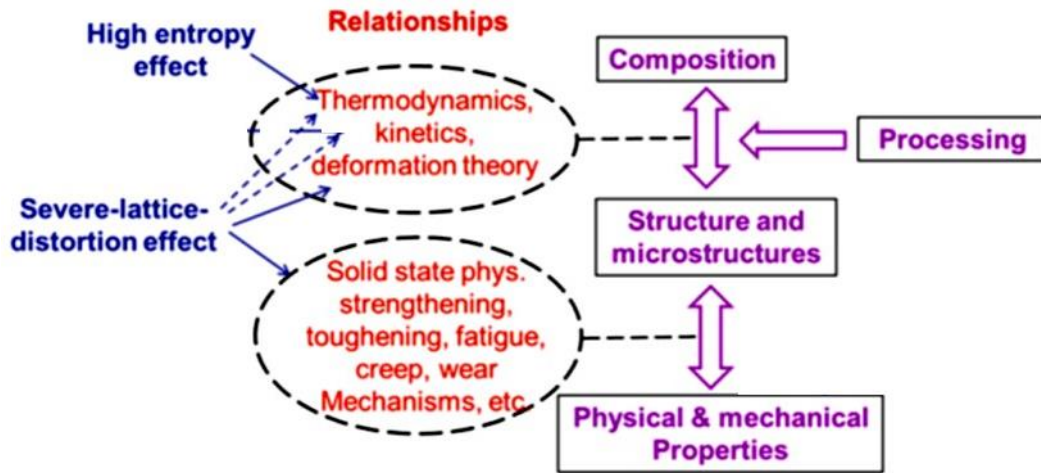 Relationships
High entropy
effect
Thermodynamics,
kinetics,
deformation theory
Severe-lattice-
distortion effect
Solid state phys.
strengthening,
toughening, fatigue,
creep, wear
Mechanisms, etc
Composition
Processing
Structure and
microstructures
Physical & mechanical
Properties